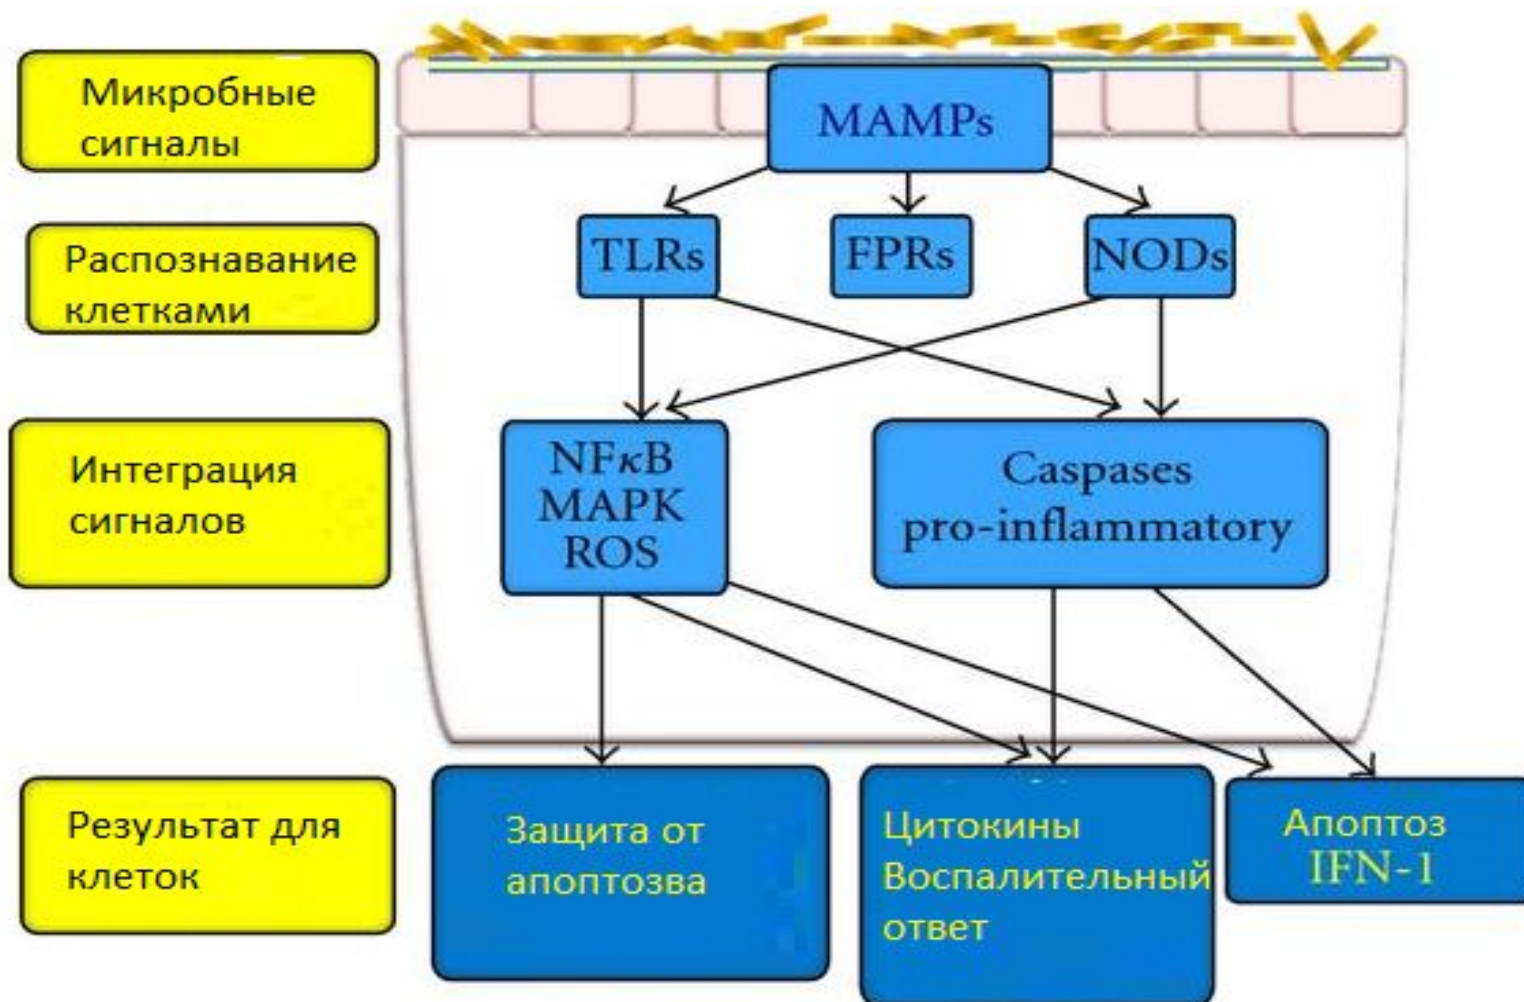 Микробные
сигналы
MAMPs
Распознавание
клетками
TLRs
FPRs
NODs
Интеграция
сигналов
NFκB
MAPK
ROS
Caspases
pro-inflammatory
Результат для
клеток
Защита от
апоптозва
Цитокины
Воспалительный
ответ
Апоптоз
IFN-1